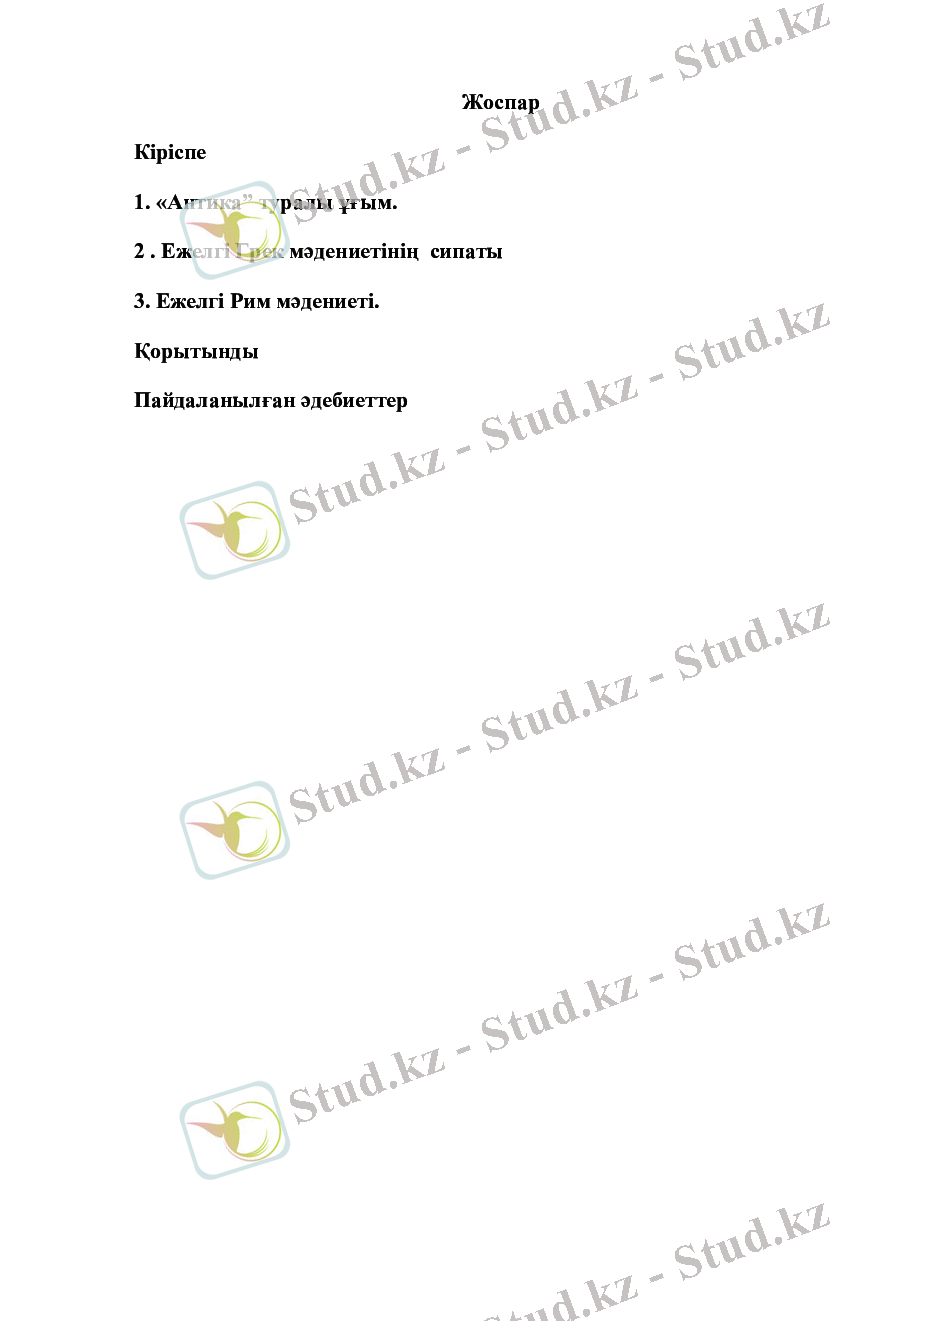 Жоспар
Кіріспе
1. «Антика” туралы ұғым.
2 . Ежелгі Грек мәдениетінің  сипаты
3. Ежелгі Рим мәдениеті.
Қорытынды
Пайдаланылған әдебиеттер
Stud.kz - Stud.kz - Stud.kz
Stud.kz - Stud.kz - Stud.kz
Stud.kz - Stud.kz - Stud.kz
Stud.kz - Stud.kz - Stud.kz
Stud.kz - Stud.kz